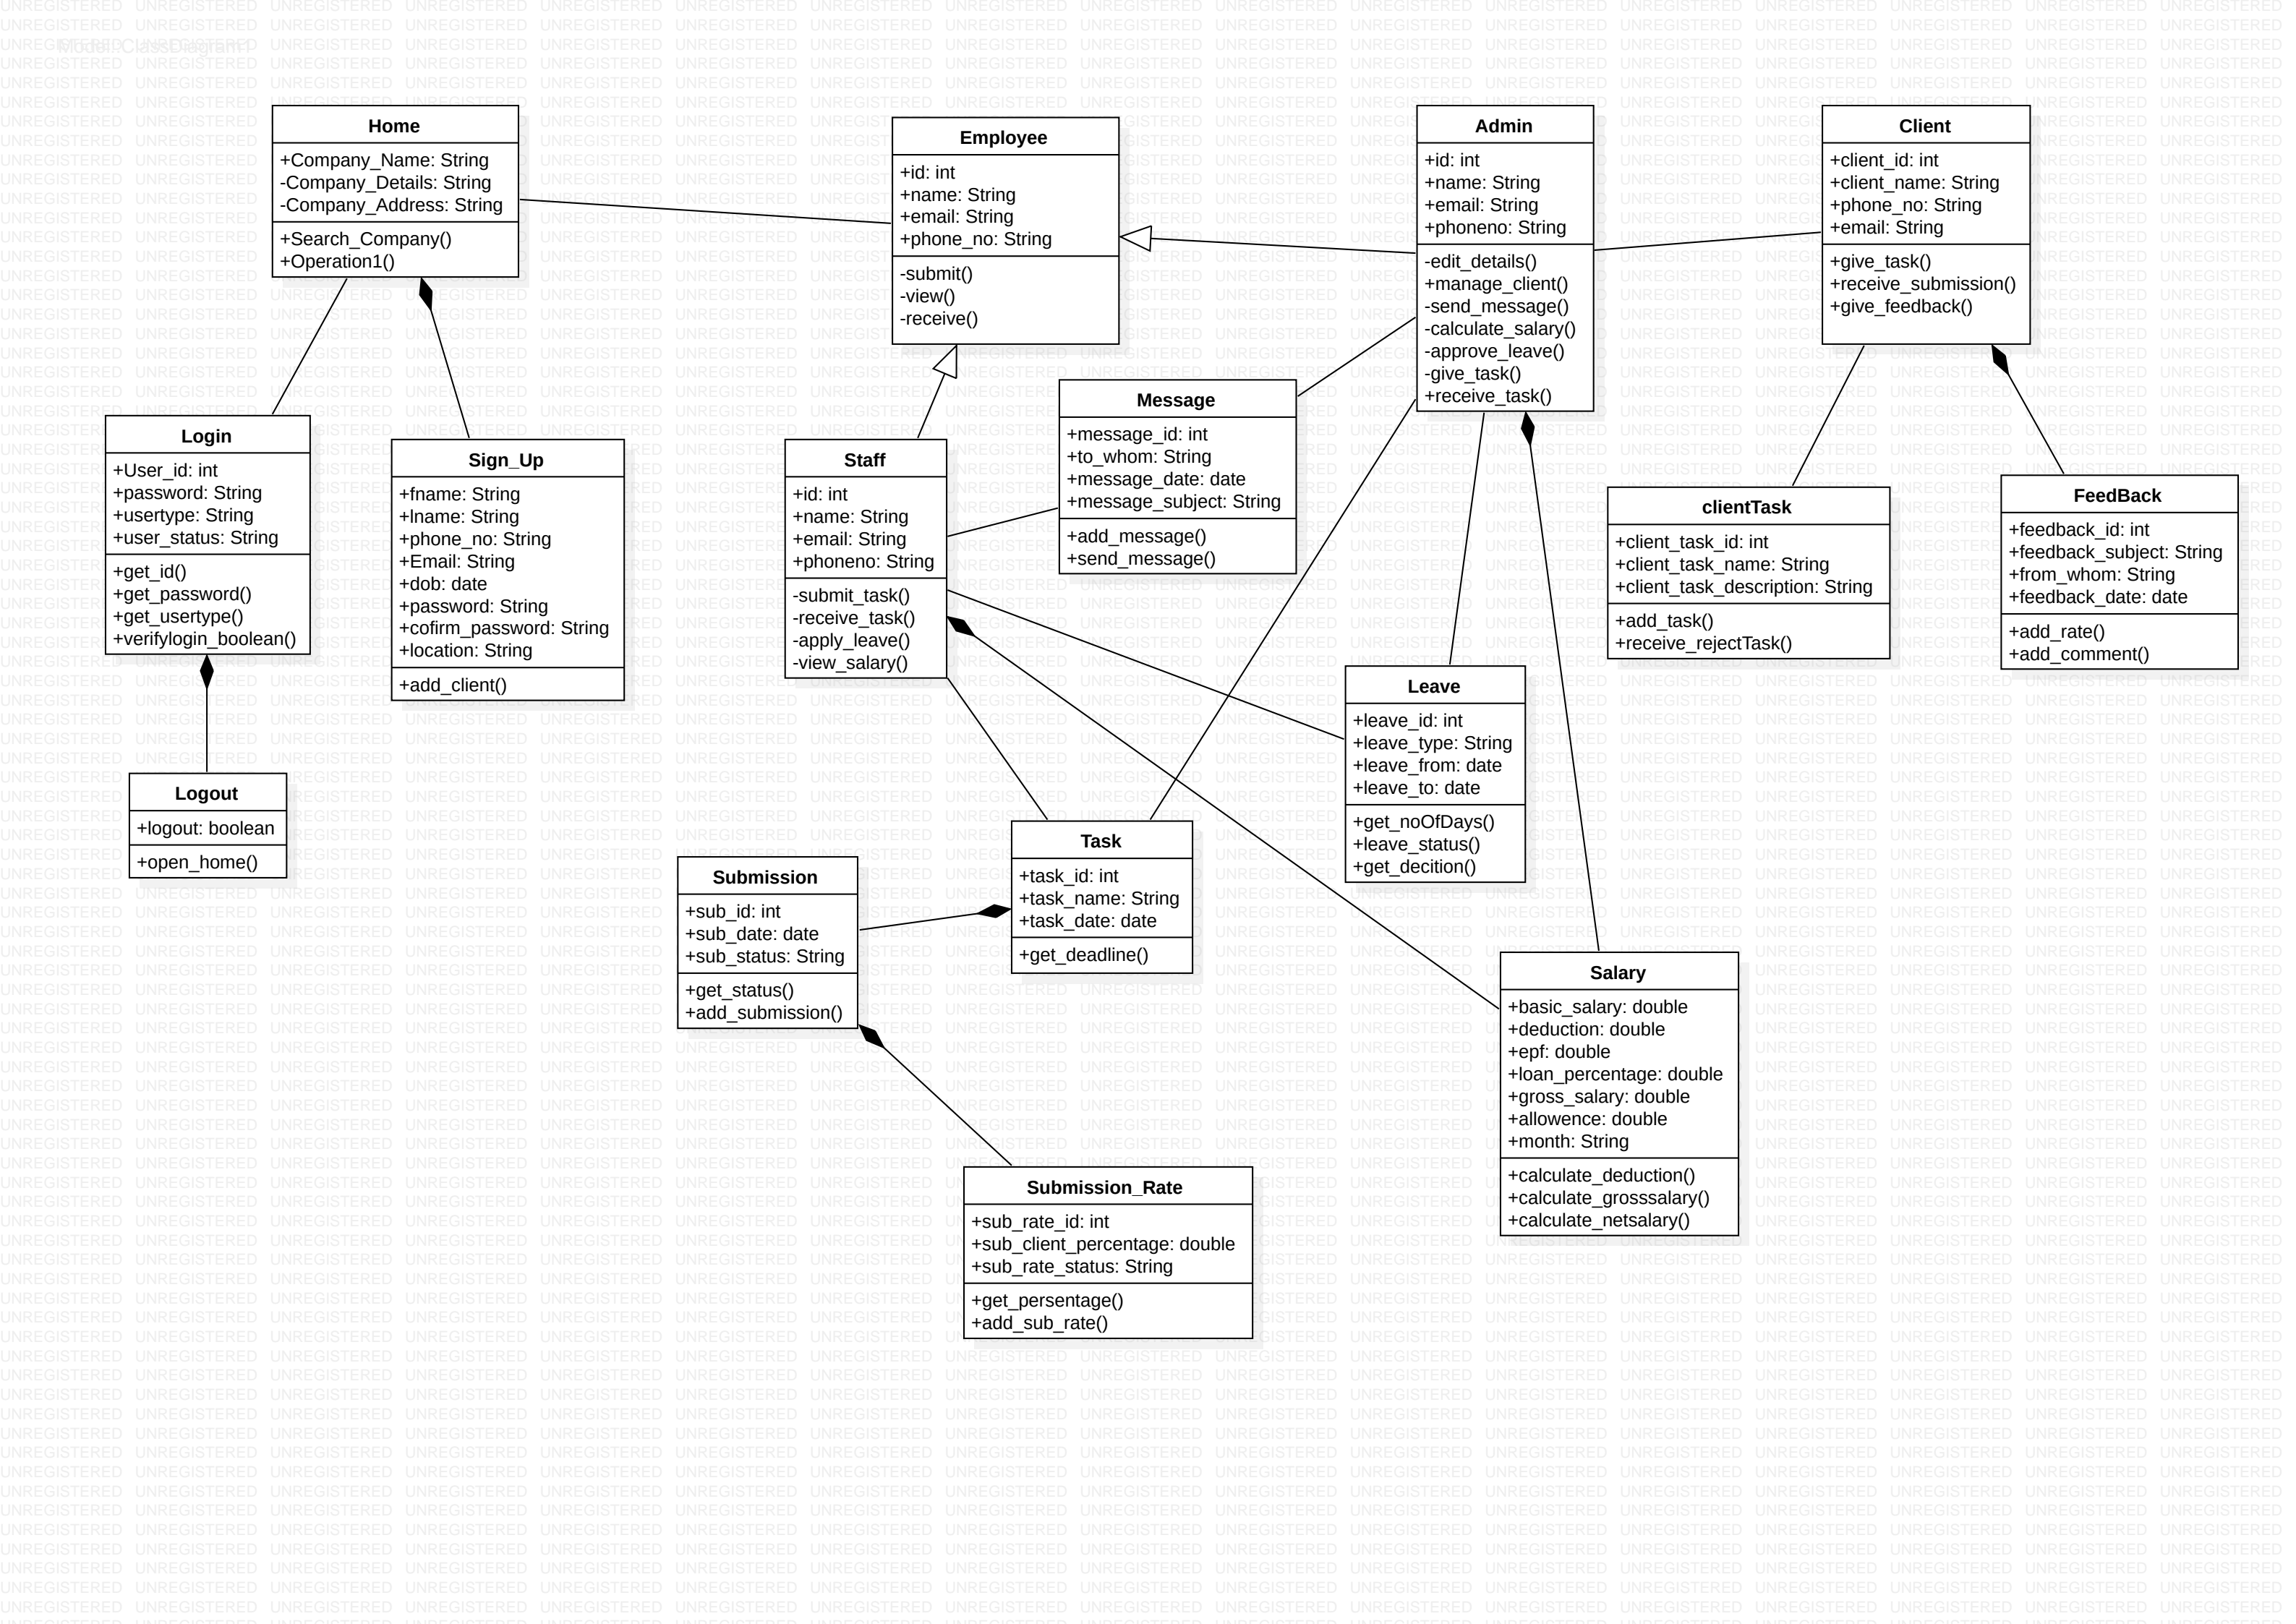 Model::ClassDiagram1
Home
+Company_Name: String
-Company_Details: String
-Company_Address: String
+Search_Company()
+Operation1()
Employee
+id: int
+name: String
+email: String
+phone_no: String
-submit()
-view()
-receive()
Admin
+id: int
+name: String
+email: String
+phoneno: String
-edit_details()
+manage_client()
-send_message()
-calculate_salary()
-approve_leave()
-give_task()
+receive_task()
Client
+client_id: int
+client_name: String
+phone_no: String
+email: String
+give_task()
+receive_submission()
+give_feedback()
Login
+User_id: int
+password: String
+usertype: String
+user_status: String
+get_id()
+get_password()
+get_usertype()
+verifylogin_boolean()
Sign_Up
+fname: String
+lname: String
+phone_no: String
+Email: String
+dob: date
+password: String
+cofirm_password: String
+location: String
+add_client()
Staff
+id: int
+name: String
+email: String
+phoneno: String
-submit_task()
-receive_task()
-apply_leave()
-view_salary()
Message
+message_id: int
+to_whom: String
+message_date: date
+message_subject: String
+add_message()
+send_message()
clientTask
+client_task_id: int
+client_task_name: String
+client_task_description: String
+add_task()
+receive_rejectTask()
FeedBack
+feedback_id: int
+feedback_subject: String
+from_whom: String
+feedback_date: date
+add_rate()
+add_comment()
Logout
+logout: boolean
+open_home()
Leave
+leave_id: int
+leave_type: String
+leave_from: date
+leave_to: date
+get_noOfDays()
+leave_status()
+get_decition()
Submission
+sub_id: int
+sub_date: date
+sub_status: String
+get_status()
+add_submission()
Task
+task_id: int
+task_name: String
+task_date: date
+get_deadline()
Salary
+basic_salary: double
+deduction: double
+epf: double
+loan_percentage: double
+gross_salary: double
+allowence: double
+month: String
+calculate_deduction()
+calculate_grosssalary()
+calculate_netsalary()
Submission_Rate
+sub_rate_id: int
+sub_client_percentage: double
+sub_rate_status: String
+get_persentage()
+add_sub_rate()
UNREGISTERED